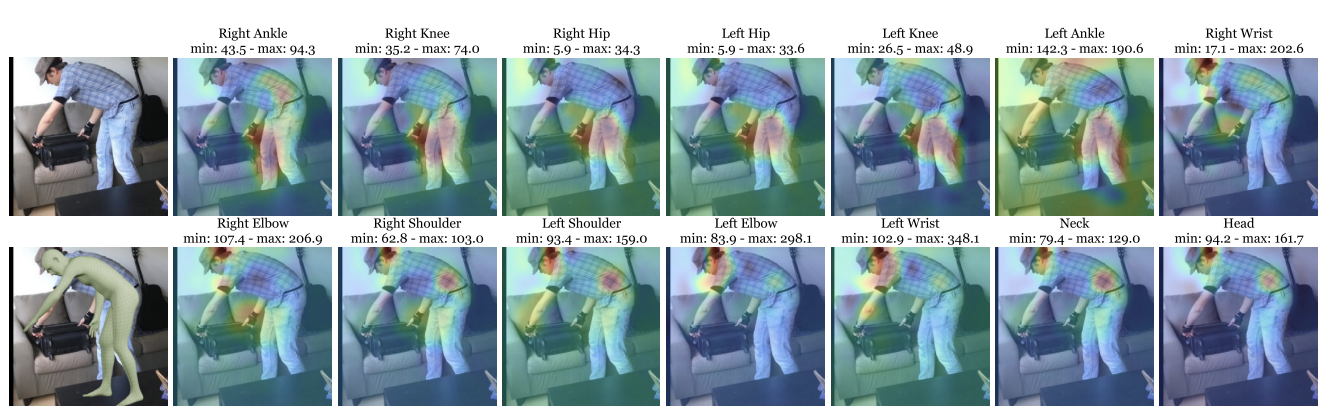 Right Ankle
min: 43.5 - max: 94.3
Right Knee
min: 35.2 - max: 74.0
Right Hip
min: 5.9 - max: 34.3
Left Hip
min: 5.9 - max: 33.6
Left Knee
min: 26.5 - max: 48.9
Left Ankle
min: 142.3 - max: 190.6
Right Wrist
min: 17.1 - max: 202.6
Right Elbow
min: 107.4 - max: 206.9
Right Shoulder
min: 62.8 - max: 103.0
Left Shoulder
min: 93.4 - max: 159.0
Left Elbow
min: 83.9 - max: 298.1
Left Wrist
min: 102.9 - max: 348.1
Neck
min: 79.4 - max: 129.0
Head
min: 94.2 - max: 161.7